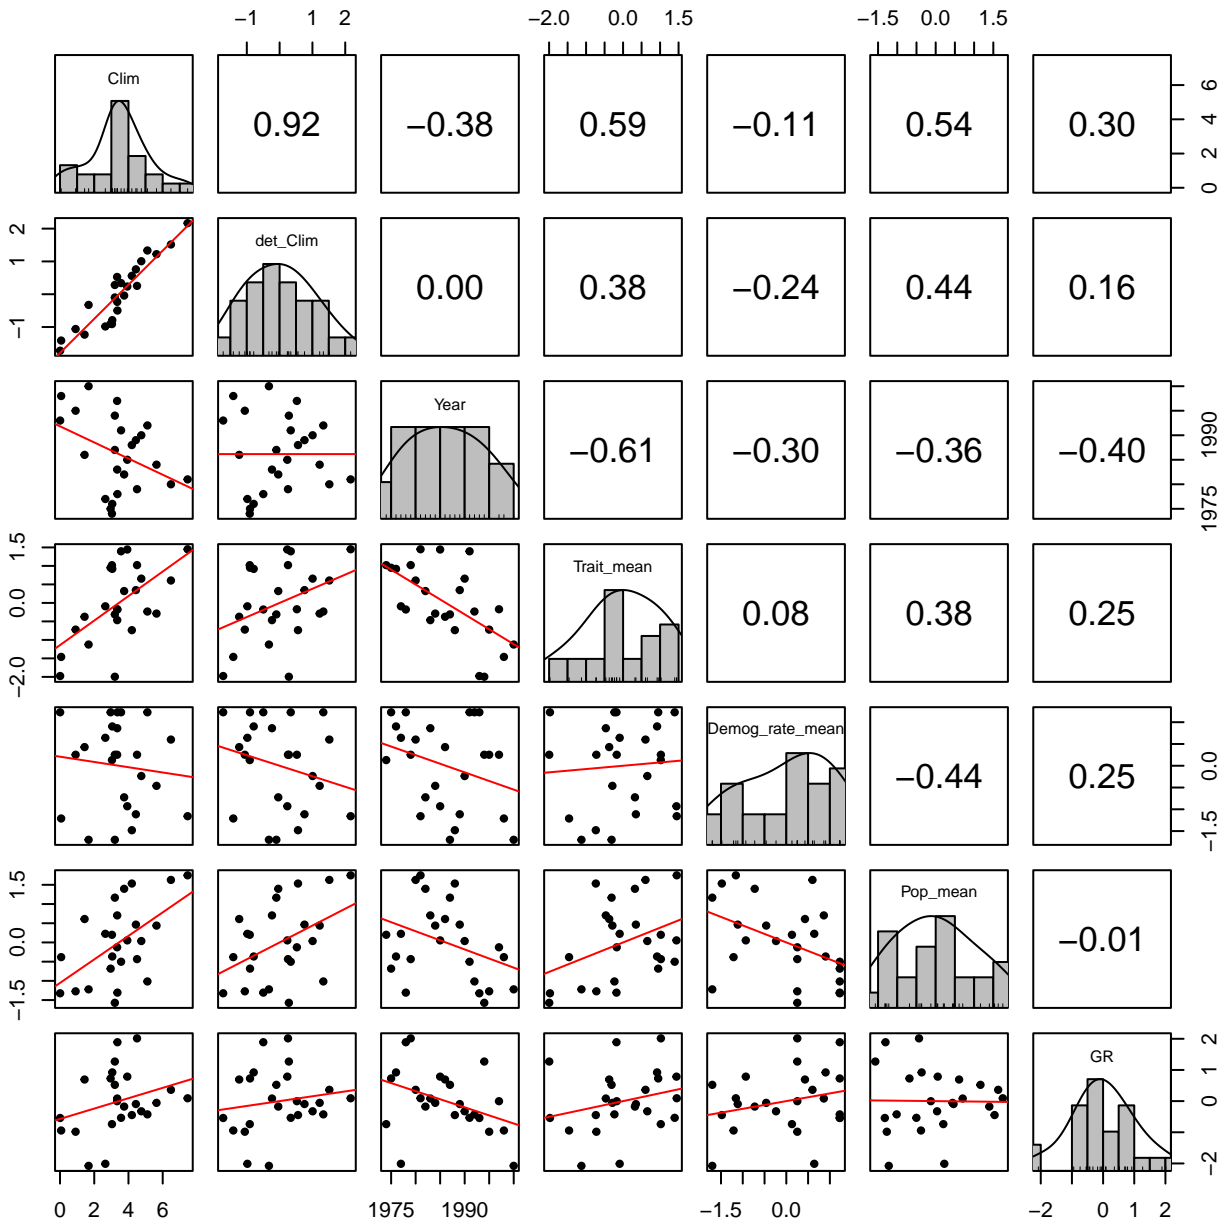 −1 1 2 −2.0 0.0 1.5 −1.5 0.0 1.5
Clim 0.92 −0.38 0.59 −0.11 0.54 0.30 0 2 4 6
−1 1 2 det_Clim 0.00 0.38 −0.24 0.44 0.16
Year −0.61 −0.30 −0.36 −0.40 1975 1990
−2.0 0.0 1.5 Trait_mean 0.08 0.38 0.25
Demog_rate_mean −0.44 0.25 −1.5 0.0
−1.5 0.0 1.5 Pop_mean −0.01
GR −2 −1 0 1 2
0 2 4 6 1975 1990 −1.5 0.0 −2 0 1 2